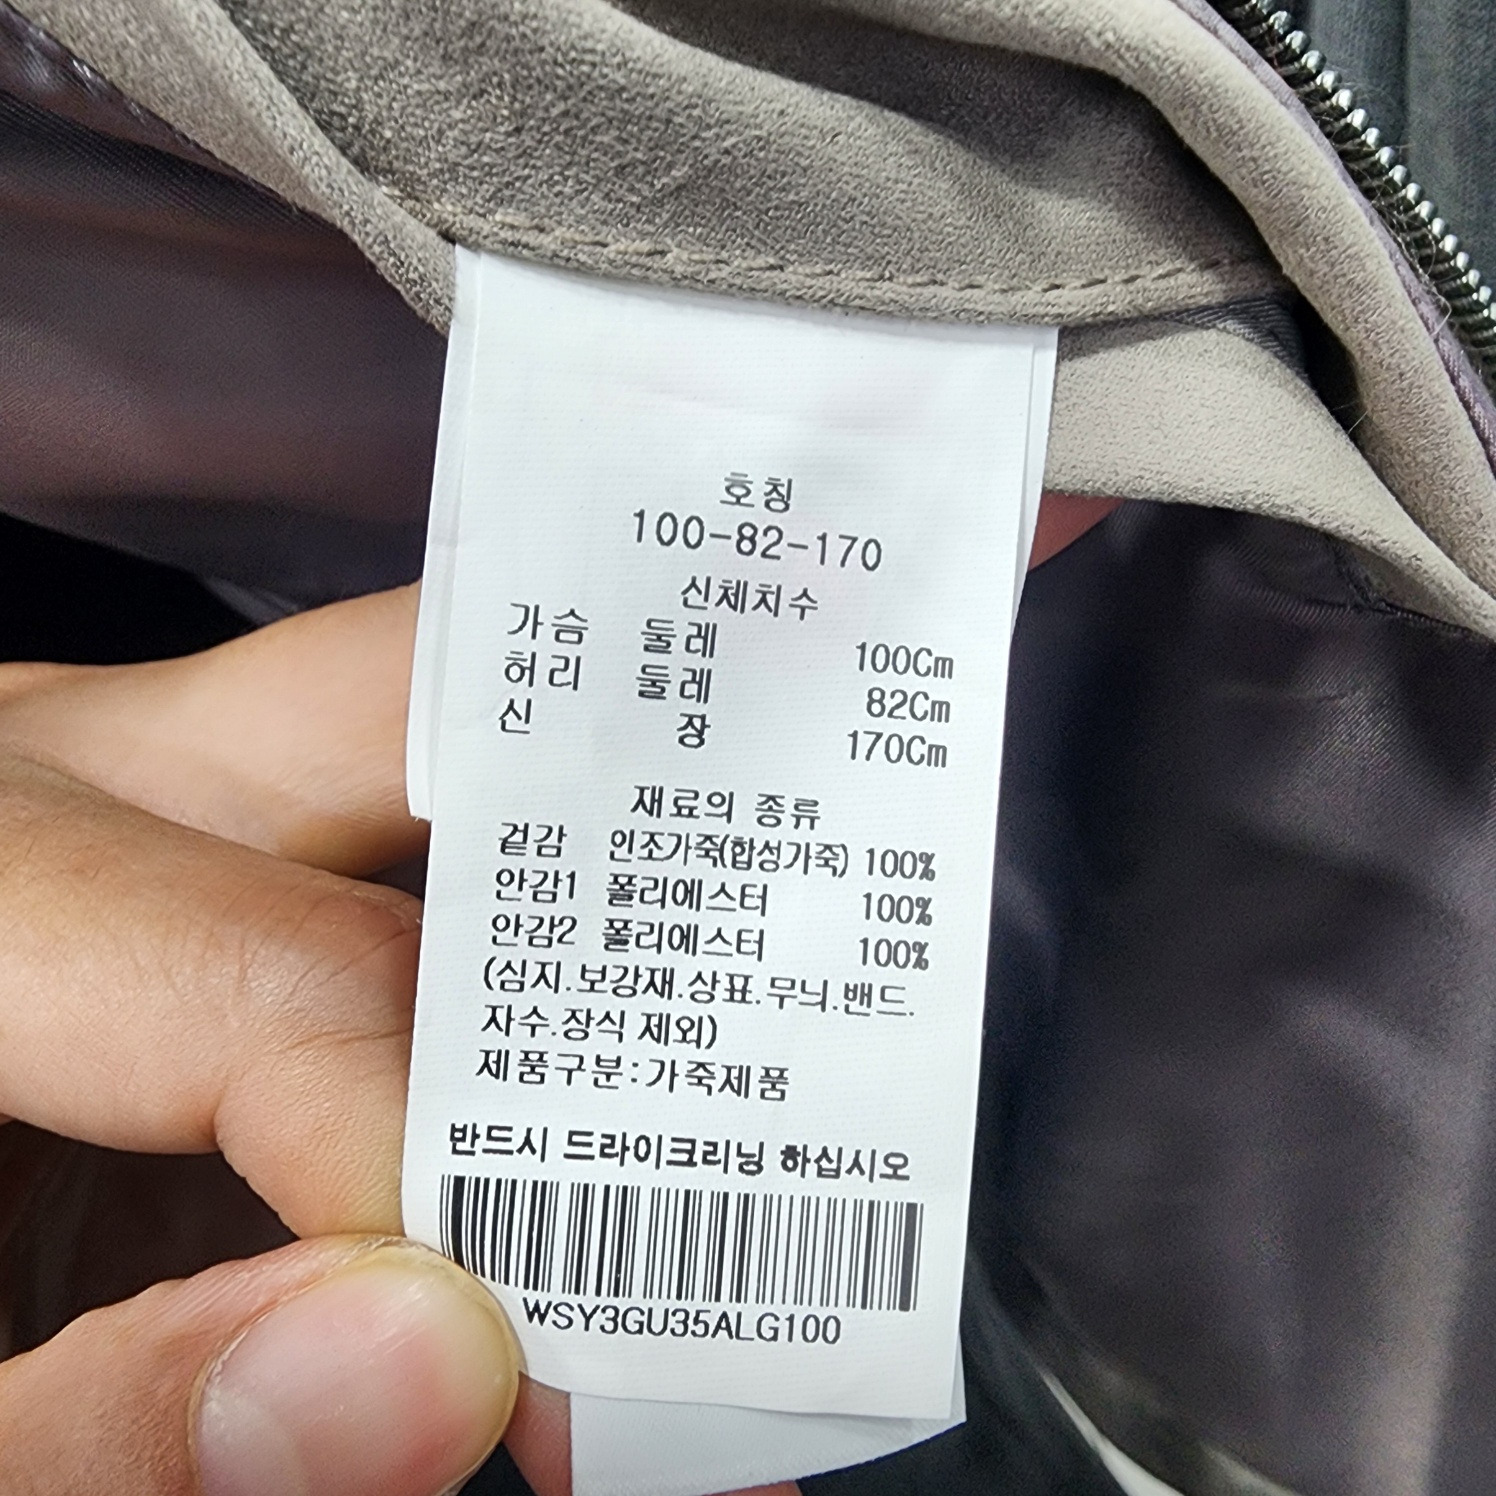 호칭
100-82-170
신체치수
가슴 둘레 100Cm
허리 둘레 82Cm
신 장 170Cm
재료의 종류
겉감 인조가죽(합성가죽) 100%
안감1 폴리에스터 100%
안감2 폴리에스터 100%
(심지.보강재.상표.무늬.밴드.
자수.장식 제외)
제품구분:가죽제품
반드시 드라이크리닝 하십시오
WSY3GU35ALG100